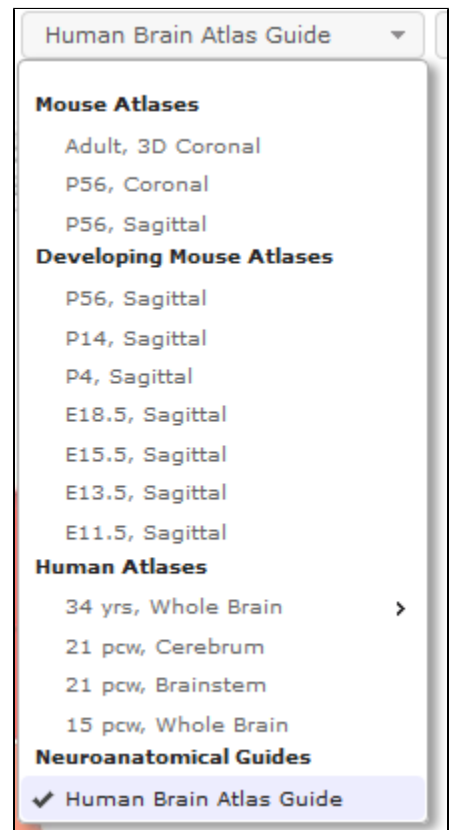 Human Brain Atlas Guide
Mouse Atlases
Adult, 3D Coronal
P56, Coronal
P56, Sagittal
Developing Mouse Atlases
P56, Sagittal
P14, Sagittal
P4, Sagittal
E18.5, Sagittal
E15.5, Sagittal
E13.5, Sagittal
E11.5, Sagittal
Human Atlases
34 yrs, Whole Brain
21 pcw, Cerebrum
21 pcw, Brainstem
15 pcw, Whole Brain
Neuroanatomical Guides
Human Brain Atlas Guide